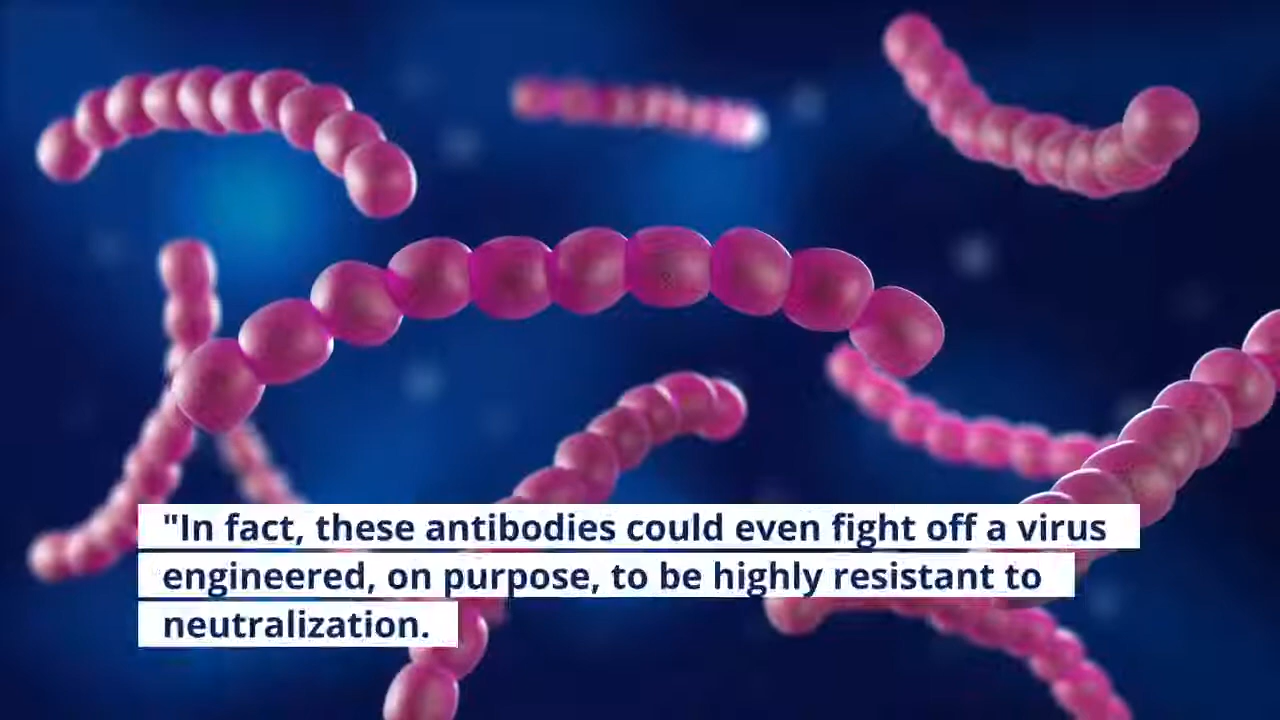 "In fact, these antibodies could even fight off a virus
engineered, on purpose, to be highly resistant to
neutralization.